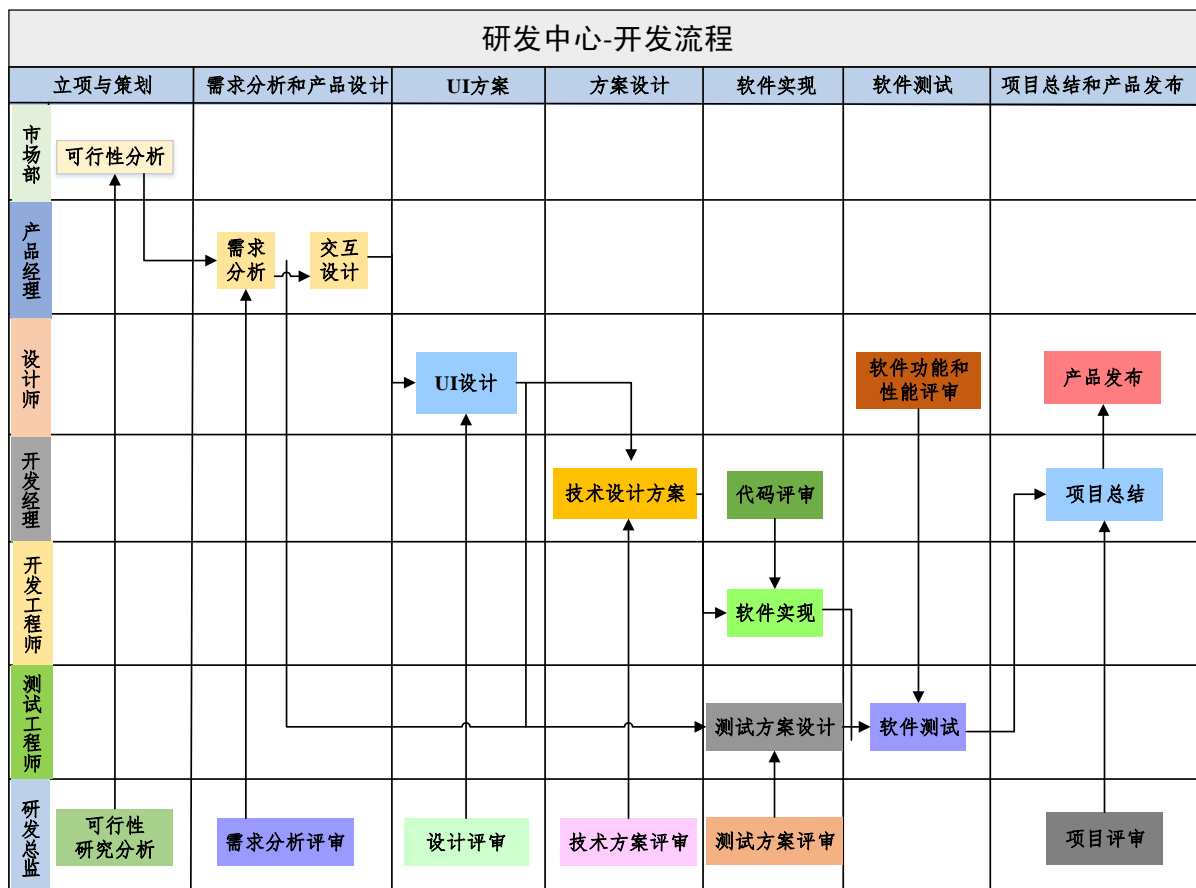 研发中心-开发流程
立项与策划
需求分析和产品设计
UI方案
方案设计
软件实现
软件测试
项目总结和产品发布
市场部
可行性分析
产品经理
需求
分析
交互
设计
设计师
UI设计
软件功能和
性能评审
产品发布
开发经理
技术设计方案
代码评审
项目总结
开发工程师
软件实现
测试工程师
测试方案设计
软件测试
研发总监
可行性
研究分析
需求分析评审
设计评审
技术方案评审
测试方案评审
项目评审